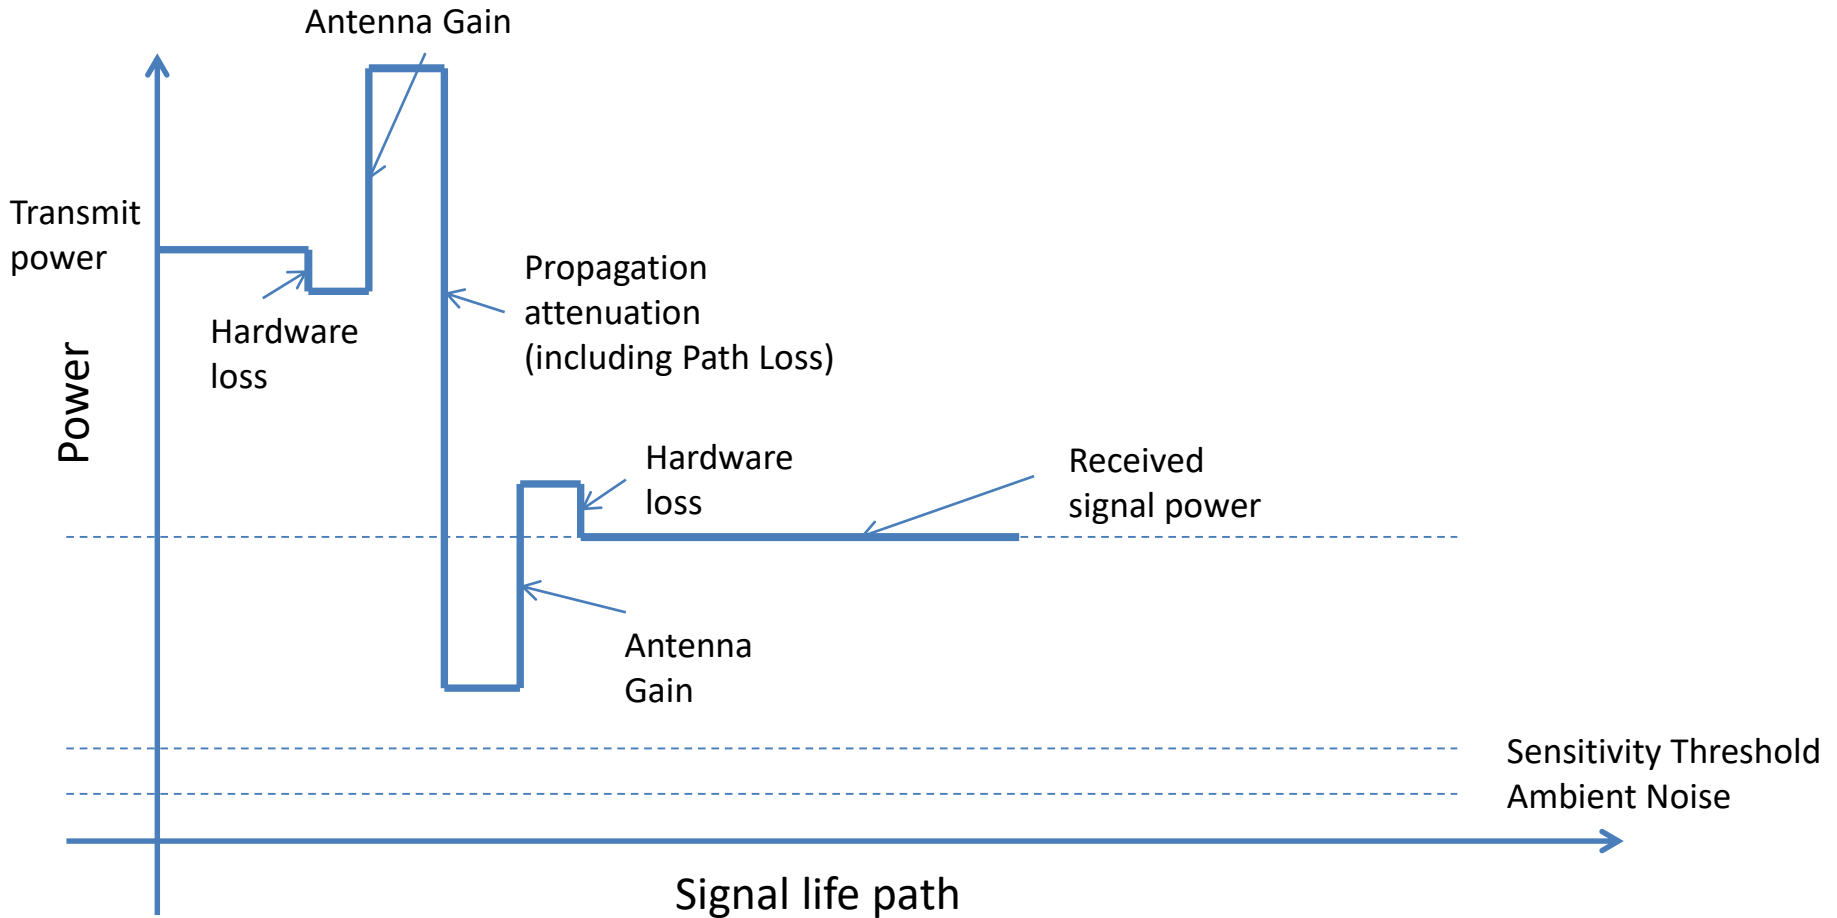 Antenna Gain
Transmit
power
Propagation
attenuation
(including Path Loss)
Hardware
loss
Power
Hardware
loss
Received
signal power
Antenna
Gain
Sensitivity Threshold
Ambient Noise
Signal life path